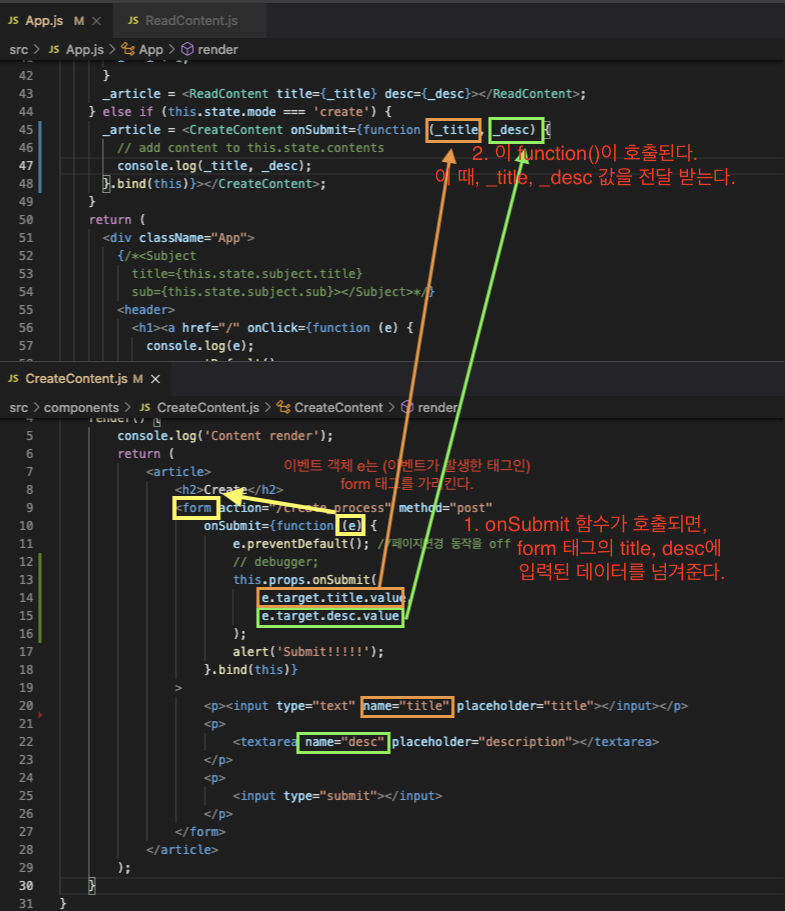 JS App.js M ×
JS ReadContent.js
src > JS App.js > App > render
42 }
43 _article = <ReadContent title={_title} desc={_desc}></ReadContent>;
44 } else if (this.state.mode === 'create') {
45 _article = <CreateContent onSubmit={function (_title, _desc) {
46 // add content to this.state.contents
47 console.log(_title, _desc);
48 }.bind(this)}></CreateContent>;
49 }
50 return (
51 <div className="App">
52 {/*<Subject
53 title={this.state.subject.title}
54 sub={this.state.subject.sub}></Subject>*/}
55 <header>
56 <h1><a href="/" onClick={function (e) {
57 console.log(e);
2. 이 function()이 호출된다.
이 때, _title, _desc 값을 전달 받는다.
JS CreateContent.js M ×
src > components > JS CreateContent.js > CreateContent > render
4 render() {
5 console.log('Content render');
6 return (
7 <article>
8 <h2>Create</h2>
9 <form action="/create_process" method="post"
10 onSubmit={function (e) {
11 e.preventDefault(); //페이지변경 동작을 off
12 // debugger;
13 this.props.onSubmit(
14 e.target.title.value,
15 e.target.desc.value
16 );
17 alert('Submit!!!!!');
18 }.bind(this)}
19 >
20 <p><input type="text" name="title" placeholder="title"></input></p>
21 <p>
22 <textarea name="desc" placeholder="description"></textarea>
23 </p>
24 <p>
25 <input type="submit"></input>
26 </p>
27 </form>
28 </article>
29 );
30 }
31 }
이벤트 객체 e는 (이벤트가 발생한 태그인)
form 태그를 가리킨다.
1. onSubmit 함수가 호출되면,
form 태그의 title, desc에
입력된 데이터를 넘겨준다.